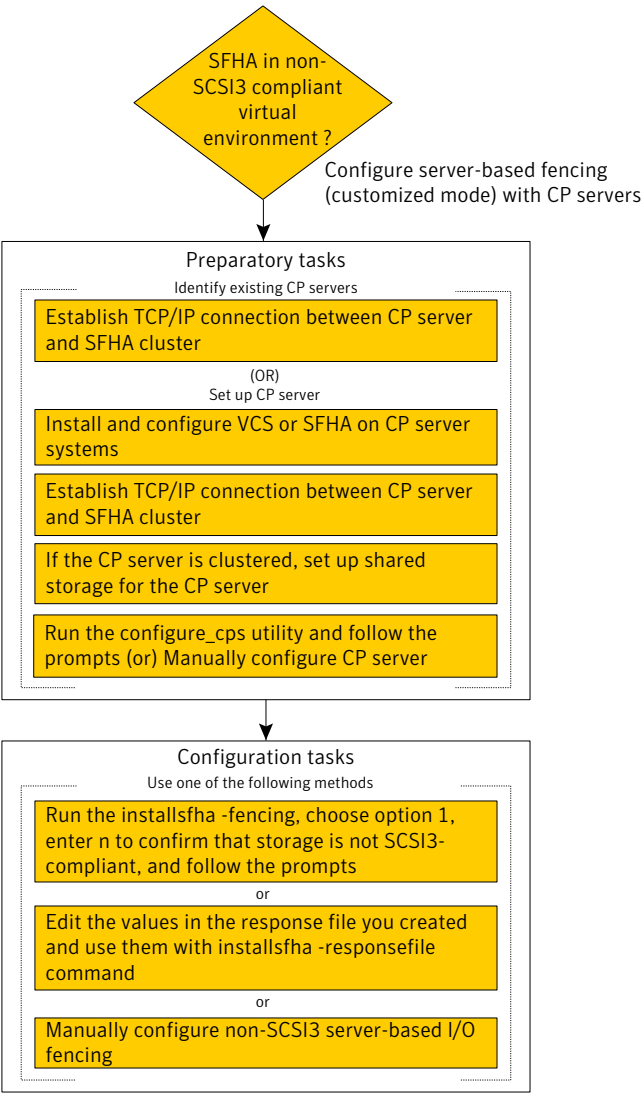 SFHA in non-
SCSI3 compliant
virtual
environment ?
Configure server-based fencing
(customized mode) with CP servers
Preparatory tasks
Identify existing CP servers
Establish TCP/IP connection between CP server
and SFHA cluster
(OR)
Set up CP server
Install and configure VCS or SFHA on CP server
systems
Establish TCP/IP connection between CP server
and SFHA cluster
If the CP server is clustered, set up shared
storage for the CP server
Run the configure_cps utility and follow the
prompts (or) Manually configure CP server
Configuration tasks
Use one of the following methods
Run the installsfha -fencing, choose option 1,
enter n to confirm that storage is not SCSI3-
compliant, and follow the prompts
or
Edit the values in the response file you created
and use them with installsfha -responsefile
command
or
Manually configure non-SCSI3 server-based I/O
fencing